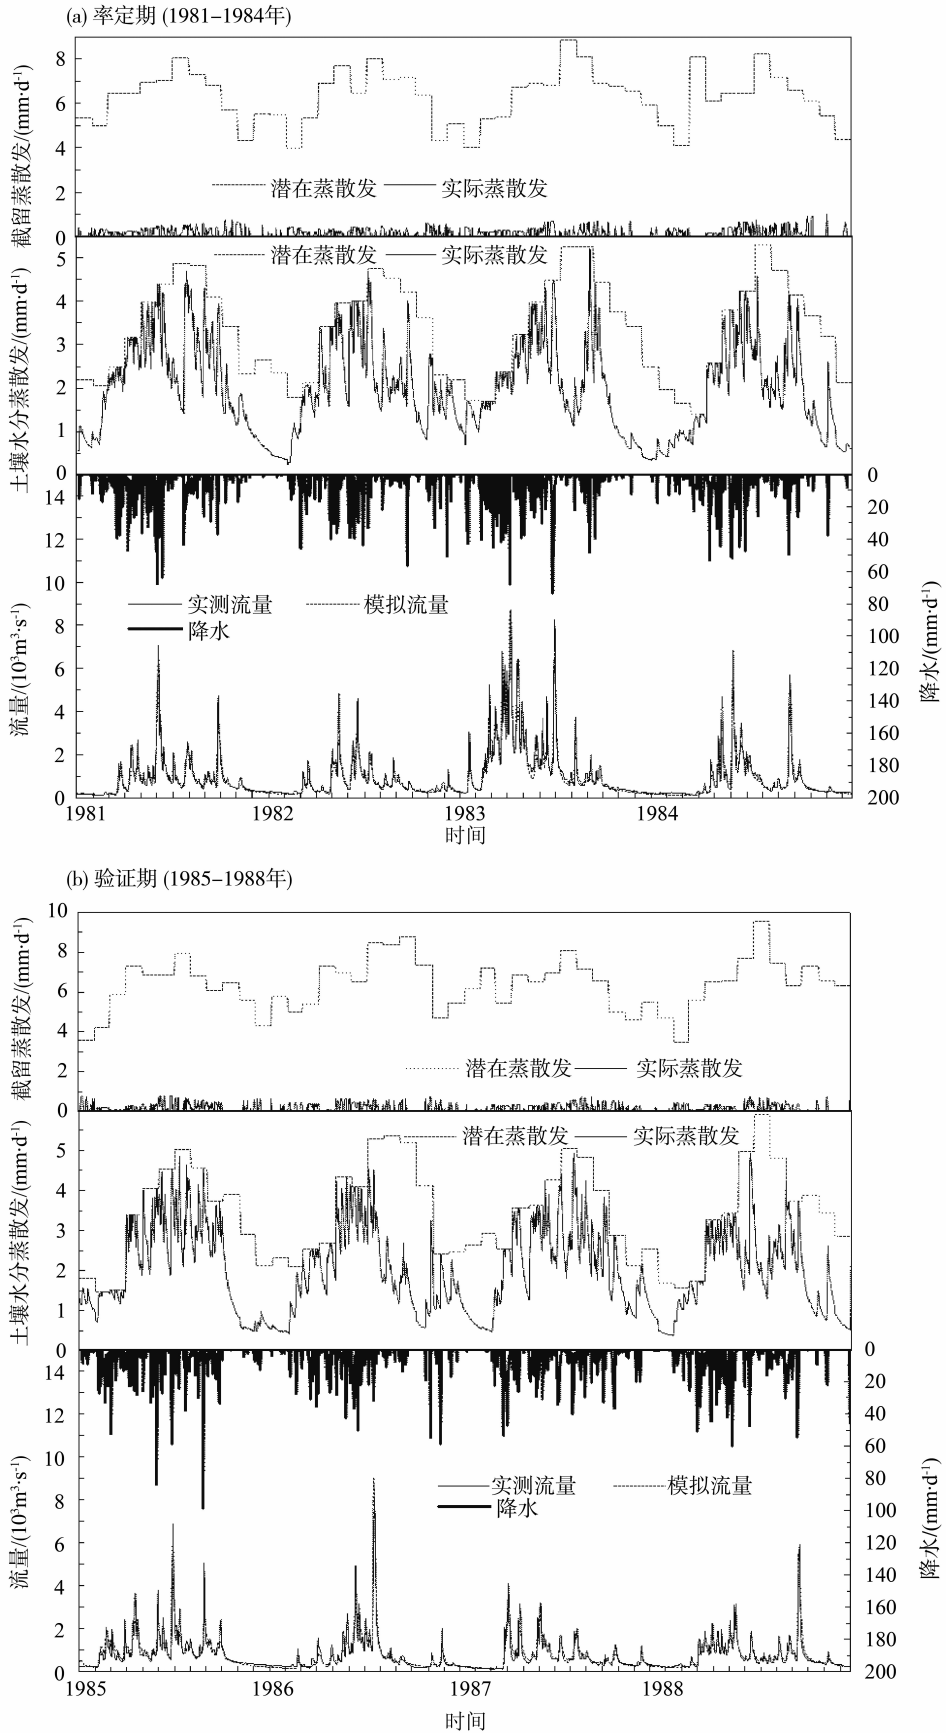 (a) 率定期 (1981-1984年)
8
6
4
2
0
截留蒸散发/(mm·d⁻¹)
潜在蒸散发 实际蒸散发
5
4
3
2
1
0
土壤水分蒸散发/(mm·d⁻¹)
潜在蒸散发 实际蒸散发
14
12
10
8
6
4
2
0
流量/(10³m³·s⁻¹)
实测流量 模拟流量
降水
0
20
40
60
80
100
120
140
160
180
200
降水/(mm·d⁻¹)
1981 1982 1983 1984
时间
(b) 验证期 (1985-1988年)
10
8
6
4
2
0
截留蒸散发/(mm·d⁻¹)
潜在蒸散发 实际蒸散发
5
4
3
2
1
0
土壤水分蒸散发/(mm·d⁻¹)
潜在蒸散发 实际蒸散发
14
12
10
8
6
4
2
0
流量/(10³m³·s⁻¹)
实测流量 模拟流量
降水
0
20
40
60
80
100
120
140
160
180
200
降水/(mm·d⁻¹)
1985 1986 1987 1988
时间